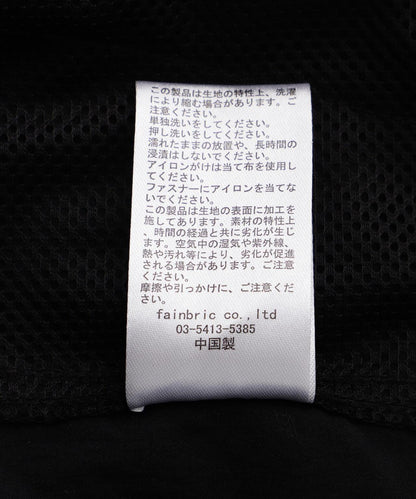 この製品は生地の特性上、洗濯
により縮む場合があります。ご
注意ください。
単独洗いをしてください。
押し洗いをしてください。
濡れたままの放置や、長時間の
浸漬はしないでください。
アイロンがけは当て布を使用し
てください。
ファスナーにアイロンを当てな
いでください。
この製品は生地の表面に加工を
施してあります。素材の特性上
、時間の経過と共に劣化が生じ
ます。空気中の湿気や紫外線、
熱や汚れ等により、劣化が促進
される場合があります。ご注意
ください。
摩擦や引っかけに、ご注意くだ
さい。
fainbric co.,ltd
03-5413-5385
中国製